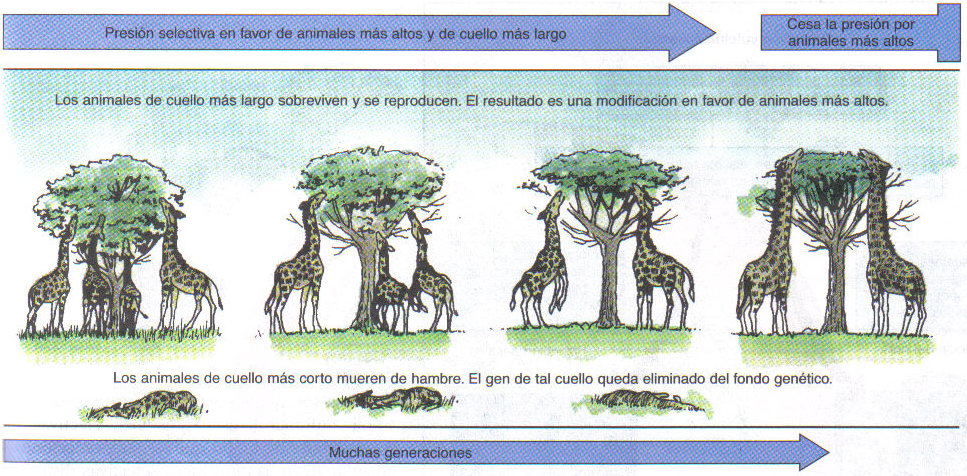 Presión selectiva en favor de animales más altos y de cuello más largo
Cesa la presión por
animales más altos
Los animales de cuello más largo sobreviven y se reproducen. El resultado es una modificación en favor de animales más altos.
Los animales de cuello más corto mueren de hambre. El gen de tal cuello queda eliminado del fondo genético.
Muchas generaciones